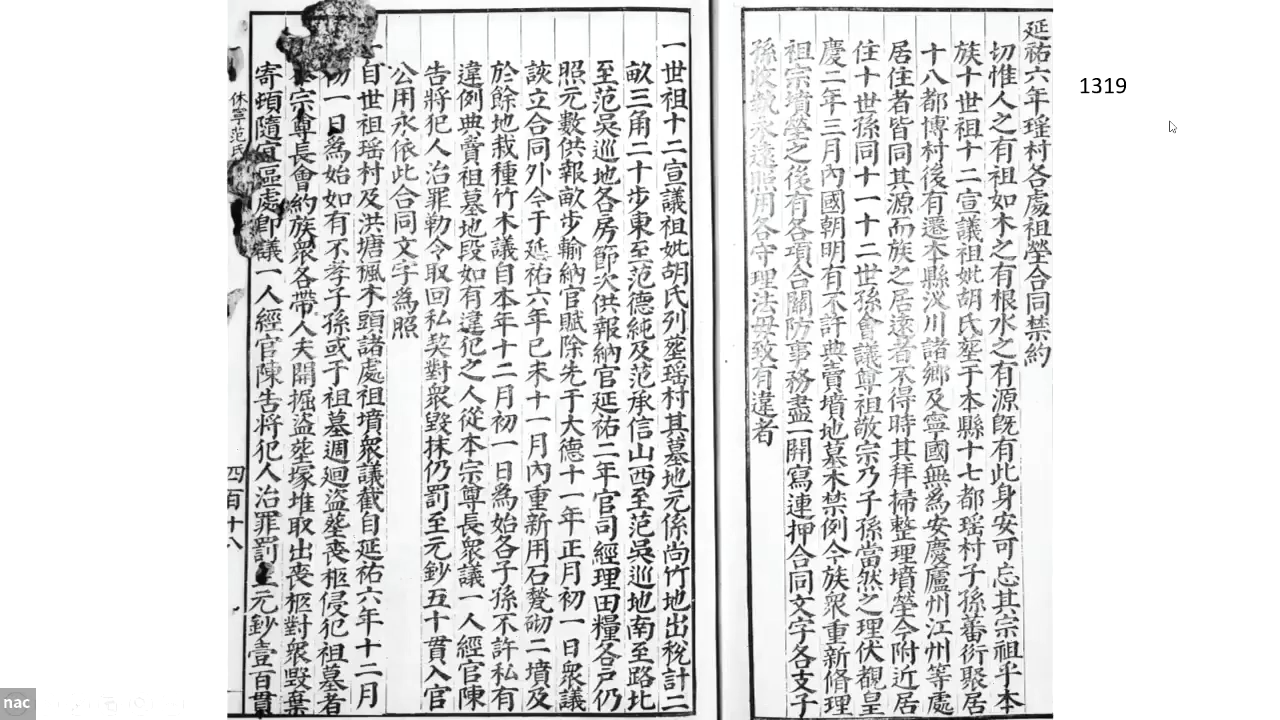 延祐六年瑶村各處祖塋合同禁約
切惟人之有祖如木之有根水之有源旣有此身安可忘其宗祖乎本
族十世祖十二宣議祖妣胡氏塟于本縣十七都瑶村子孫蕃衍聚居
十八都博村後有遷本縣汊川諸鄉及寧國無為安慶廬州江州等處
居住者皆同其源而族之居遠者不得時其拜掃整理墳塋今附近居
住十世孫同十一十二世孫會議尊祖敬宗乃子孫當然之理伏覩皇
慶二年三月內國朝明有不許典賣墳地墓木禁例今族衆重新脩理
祖宗墳塋之後有各項合關防事務盡一開寫連押合同文字各支子
孫收執永遠照用各守理法毋致有違者
一世祖十二宣議祖妣胡氏列塟瑶村其墓地元係尚竹地出稅計二
畝三角二十步東至范德純及范承信山西至范吳巡地南至路北
至范吳巡地各房節次供報納官延祐二年官司經理田糧各戶仍
照元數供報畝步輸納官賦除先于大德十一年正月初一日衆議
談立合同外今于延祐六年已未十一月內重新用石甃砌二墳及
於餘地栽種竹木議自本年十二月初一日為始各子孫不許私有
違例典賣祖墓地段如有違犯之人從本宗尊長衆議一人經官陳
告將犯人治罪勒令取回私契對衆毀抹仍罰至元鈔五十貫入官
公用永依此合同文字為照
自世祖瑶村及洪塘楓木頭諸處祖墳衆議截自延祐六年十二月
初一日為始如有不孝子孫或于祖墓週廻盜塟喪柩侵犯祖墓者
宗尊長會約族衆各帶人夫開掘盜塟塚堆取出喪柩對衆毀棄
寄頓隨宜區處卽議一人經官陳告將犯人治罪罰至元鈔壹百貫
休寧范氏
四百十八
1319
nac